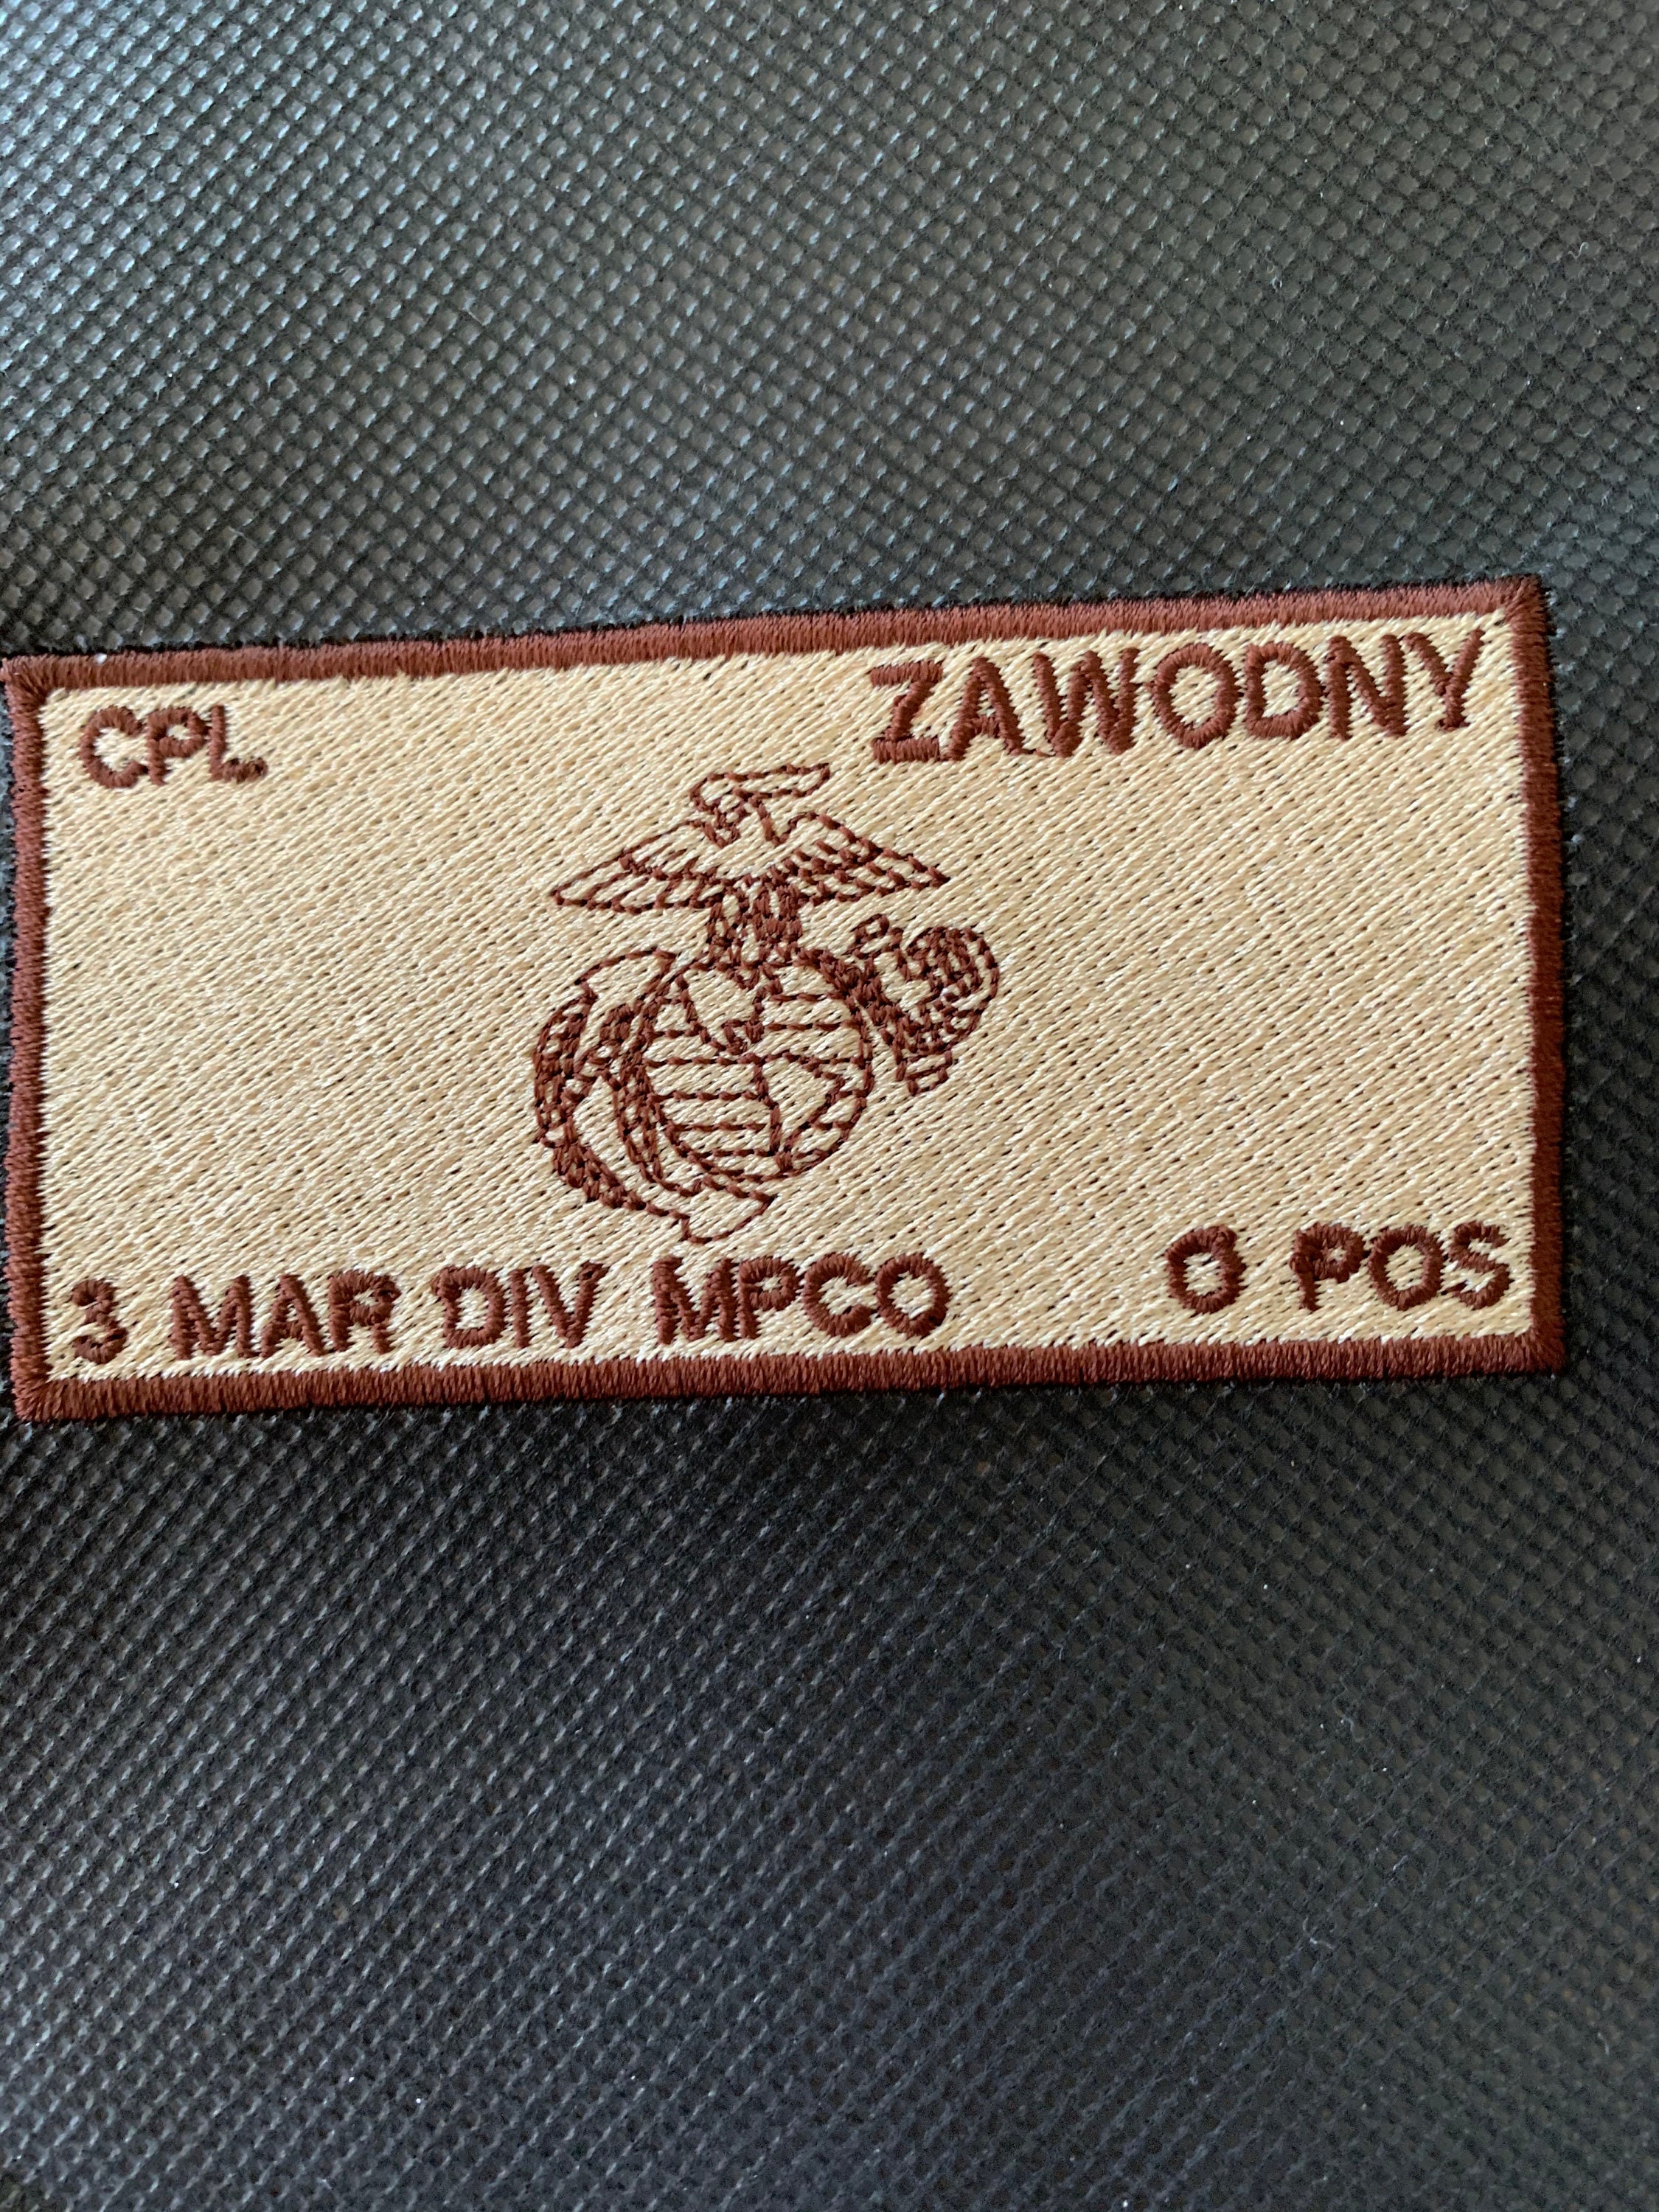 CPL. ZAWODNY
3 MAR DIV MPCO O POS